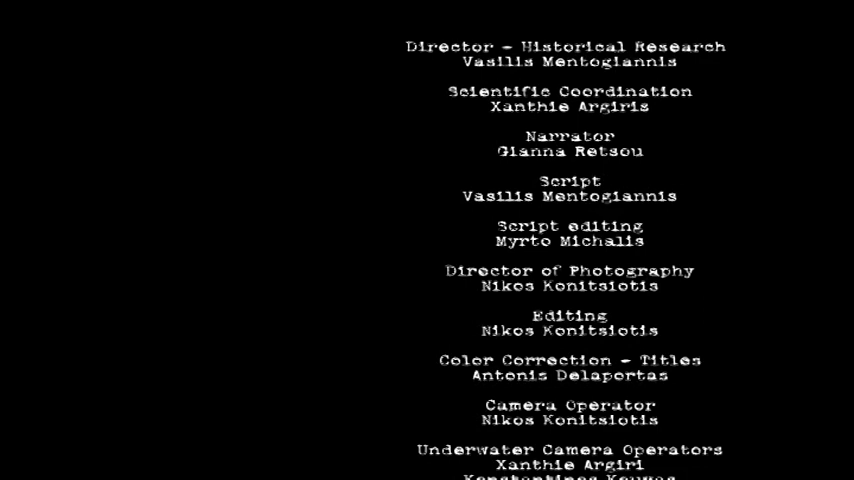 Director - Historical Research
Vasilis Mentogiannis
Scientific Coordination
Xanthie Argiris
Narrator
Gianna Retsou
Script
Vasilis Mentogiannis
Script editing
Myrto Michalis
Director of Photography
Nikos Konitsiotis
Editing
Nikos Konitsiotis
Color Correction - Titles
Antonis Delaportas
Camera Operator
Nikos Konitsiotis
Underwater Camera Operators
Xanthie Argiri